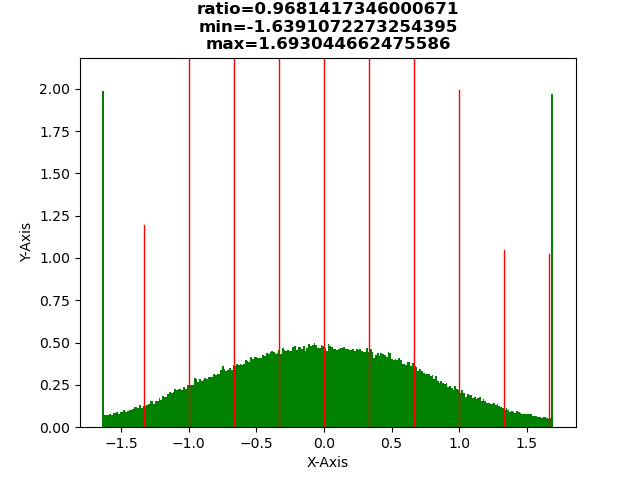 ratio=0.9681417346000671
min=-1.6391072273254395
max=1.693044662475586
2.00
1.75
1.50
1.25
1.00
0.75
0.50
0.25
0.00
Y-Axis
−1.5 −1.0 −0.5 0.0 0.5 1.0 1.5
X-Axis